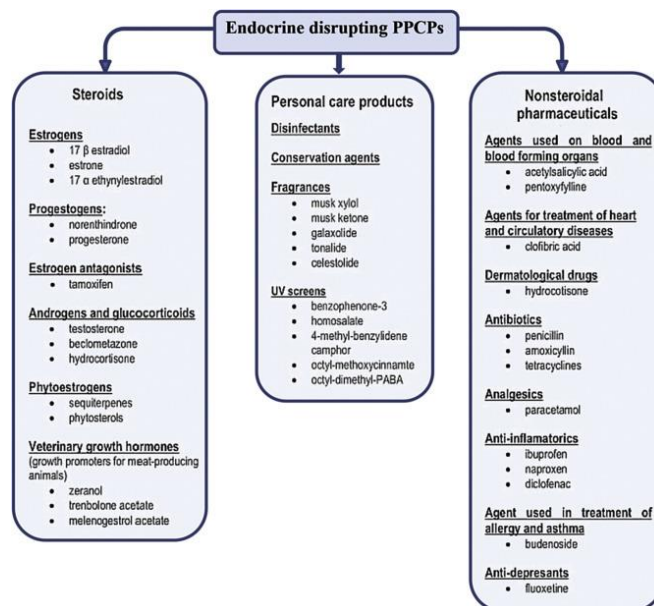 Endocrine disrupting PPCPs
Steroids
Estrogens
17 β estradiol
estrone
17 α ethynylestradiol
Progestogens:
norenthindrone
progesterone
Estrogen antagonists
tamoxifen
Androgens and glucocorticoids
testosterone
beclometazone
hydrocortisone
Phytoestrogens
sequiterpenes
phytosterols
Veterinary growth hormones
(growth promoters for meat-producing
animals)
zeranol
trenbolone acetate
melenogestrol acetate
Personal care products
Disinfectants
Conservation agents
Fragrances
musk xylol
musk ketone
galaxolide
tonalide
celestolide
UV screens
benzophenone-3
homosalate
4-methyl-benzylidene
camphor
octyl-methoxycinnamte
octyl-dimethyl-PABA
Nonsteroidal
pharmaceuticals
Agents used on blood and
blood forming organs
acetylsalicylic acid
pentoxyfylline
Agents for treatment of heart
and circulatory diseases
clofibric acid
Dermatological drugs
hydrocotisone
Antibiotics
penicillin
amoxicyllin
tetracyclines
Analgesics
paracetamol
Anti-inflamatorics
ibuprofen
naproxen
diclofenac
Agent used in treatment of
allergy and asthma
budenoside
Anti-depresants
fluoxetine